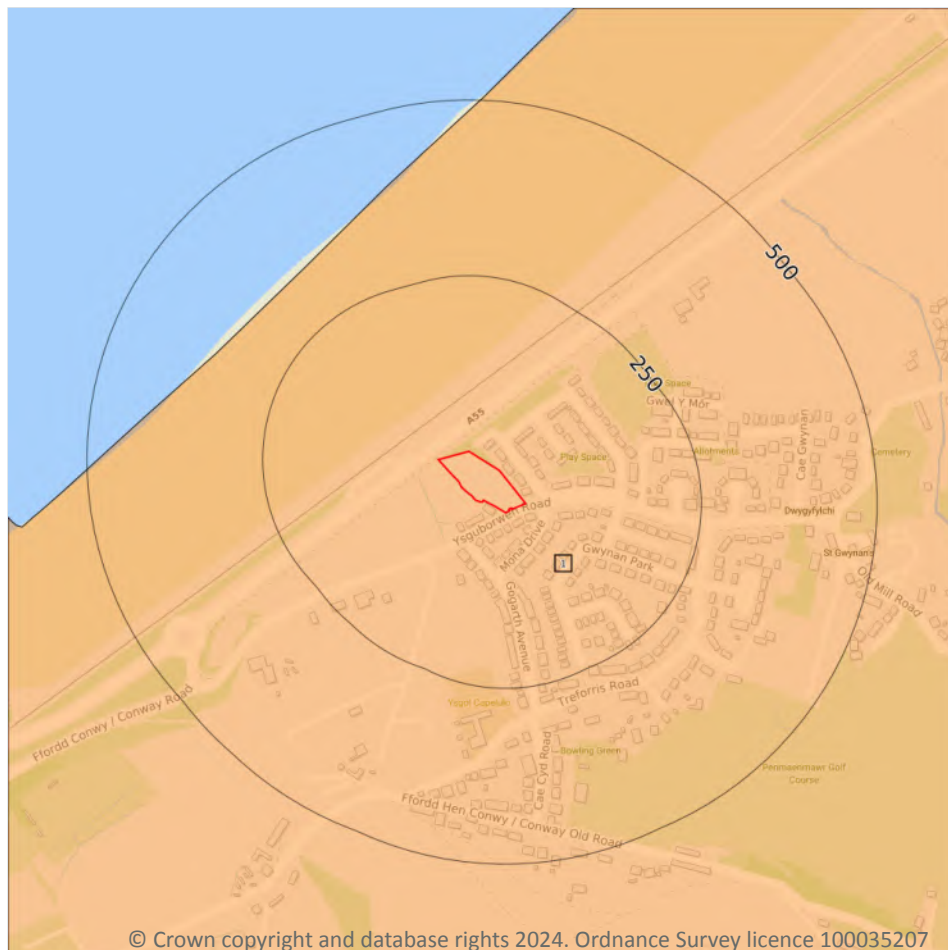 500
250
A55
Space
Gwel Y Môr
Cae Gwynan
Allotments
Cemetery
Play Space
Ysguborwen Road
Dwygyfylchi
Mona Drive
Gwynan Park
St Gwynan's
1
Old Mill Road
Gogarth Avenue
Treforris Road
Ysgol Capelulo
Ffordd Conwy / Conway Road
Bowling Green
Cae Cyd Road
Penmaenmawr Golf
Course
Ffordd Hen Conwy / Conway Old Road
© Crown copyright and database rights 2024. Ordnance Survey licence 100035207